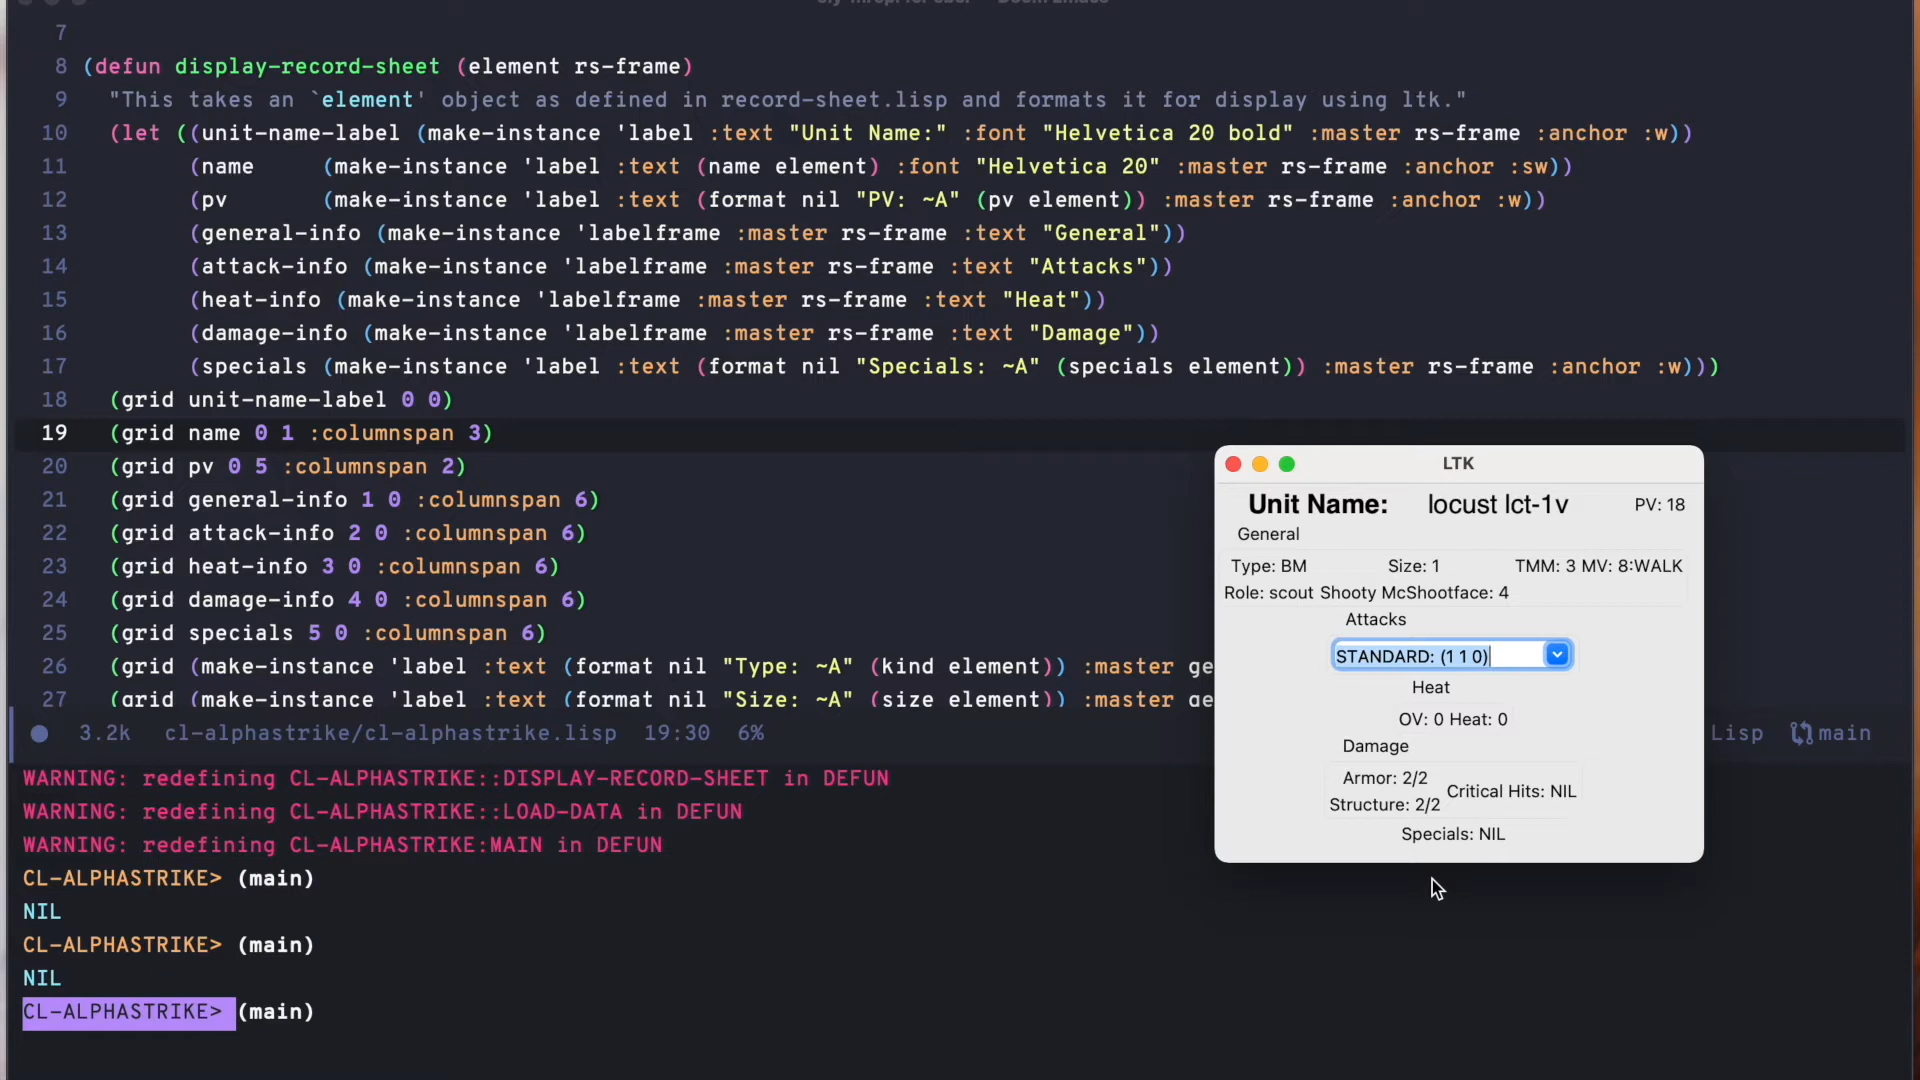 7
8 (defun display-record-sheet (element rs-frame)
9 "This takes an `element' object as defined in record-sheet.lisp and formats it for display using ltk."
10 (let ((unit-name-label (make-instance 'label :text "Unit Name:" :font "Helvetica 20 bold" :master rs-frame :anchor :w))
11 (name (make-instance 'label :text (name element) :font "Helvetica 20" :master rs-frame :anchor :sw))
12 (pv (make-instance 'label :text (format nil "PV: ~A" (pv element)) :master rs-frame :anchor :w))
13 (general-info (make-instance 'labelframe :master rs-frame :text "General"))
14 (attack-info (make-instance 'labelframe :master rs-frame :text "Attacks"))
15 (heat-info (make-instance 'labelframe :master rs-frame :text "Heat"))
16 (damage-info (make-instance 'labelframe :master rs-frame :text "Damage"))
17 (specials (make-instance 'label :text (format nil "Specials: ~A" (specials element)) :master rs-frame :anchor :w)))
18 (grid unit-name-label 0 0)
19 (grid name 0 1 :columnspan 3)
20 (grid pv 0 5 :columnspan 2)
21 (grid general-info 1 0 :columnspan 6)
22 (grid attack-info 2 0 :columnspan 6)
23 (grid heat-info 3 0 :columnspan 6)
24 (grid damage-info 4 0 :columnspan 6)
25 (grid specials 5 0 :columnspan 6)
26 (grid (make-instance 'label :text (format nil "Type: ~A" (kind element)) :master ge
27 (grid (make-instance 'label :text (format nil "Size: ~A" (size element)) :master ge
3.2k cl-alphastrike/cl-alphastrike.lisp 19:30 6% Lisp main
WARNING: redefining CL-ALPHASTRIKE::DISPLAY-RECORD-SHEET in DEFUN
WARNING: redefining CL-ALPHASTRIKE::LOAD-DATA in DEFUN
WARNING: redefining CL-ALPHASTRIKE:MAIN in DEFUN
CL-ALPHASTRIKE> (main)
NIL
CL-ALPHASTRIKE> (main)
NIL
CL-ALPHASTRIKE> (main)
LTK
Unit Name: locust lct-1v PV: 18
General
Type: BM Size: 1 TMM: 3 MV: 8:WALK
Role: scout Shooty McShootface: 4
Attacks
STANDARD: (1 1 0)
Heat
OV: 0 Heat: 0
Damage
Armor: 2/2
Critical Hits: NIL
Structure: 2/2
Specials: NIL